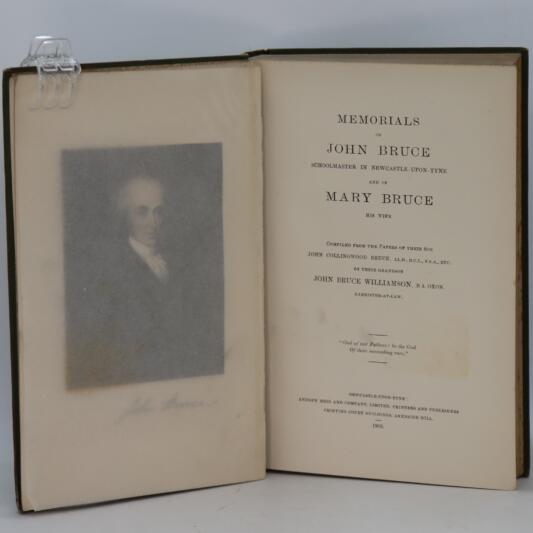 John Bruce
MEMORIALS
OF
JOHN BRUCE
SCHOOLMASTER IN NEWCASTLE-UPON-TYNE
AND OF
MARY BRUCE
HIS WIFE
COMPILED FROM THE PAPERS OF THEIR SON
JOHN COLLINGWOOD BRUCE, LL.D., D.C.L., F.S.A., ETC.
BY THEIR GRANDSON
JOHN BRUCE WILLIAMSON, B.A. OXON.
BARRISTER-AT-LAW.
"God of our Fathers! be the God
Of their succeeding race."
NEWCASTLE-UPON-TYNE:
ANDREW REID AND COMPANY, LIMITED, PRINTERS AND PUBLISHERS
PRINTING COURT BUILDINGS, AKENSIDE HILL.
1903.